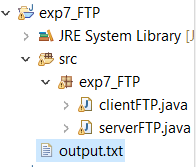 exp7_FTP
JRE System Library [J
src
exp7_FTP
clientFTP.java
serverFTP.java
output.txt